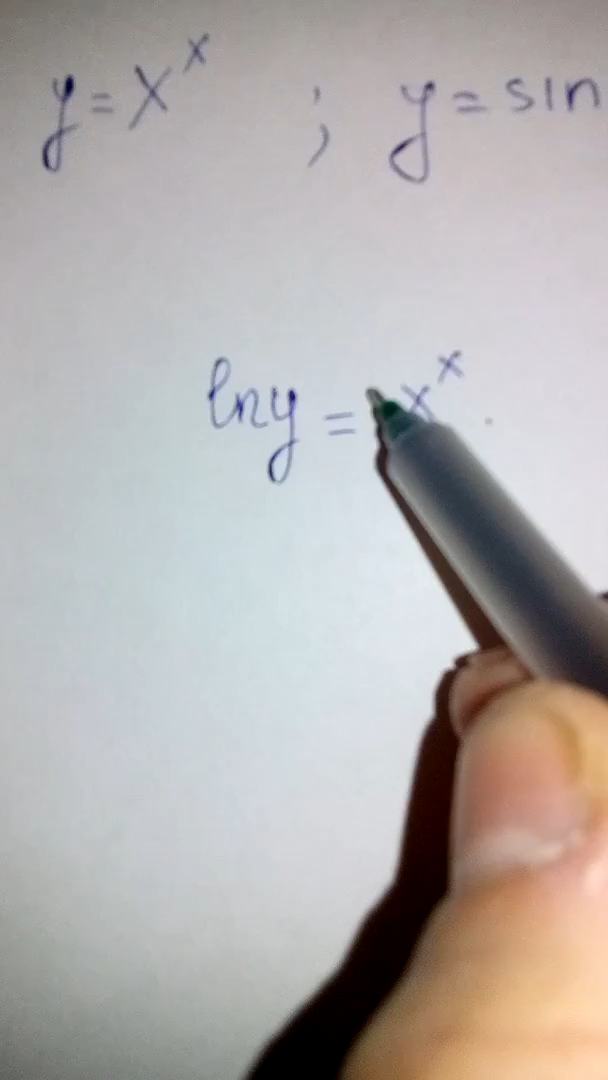 y = x^x ; y = sin
ln y = x^x